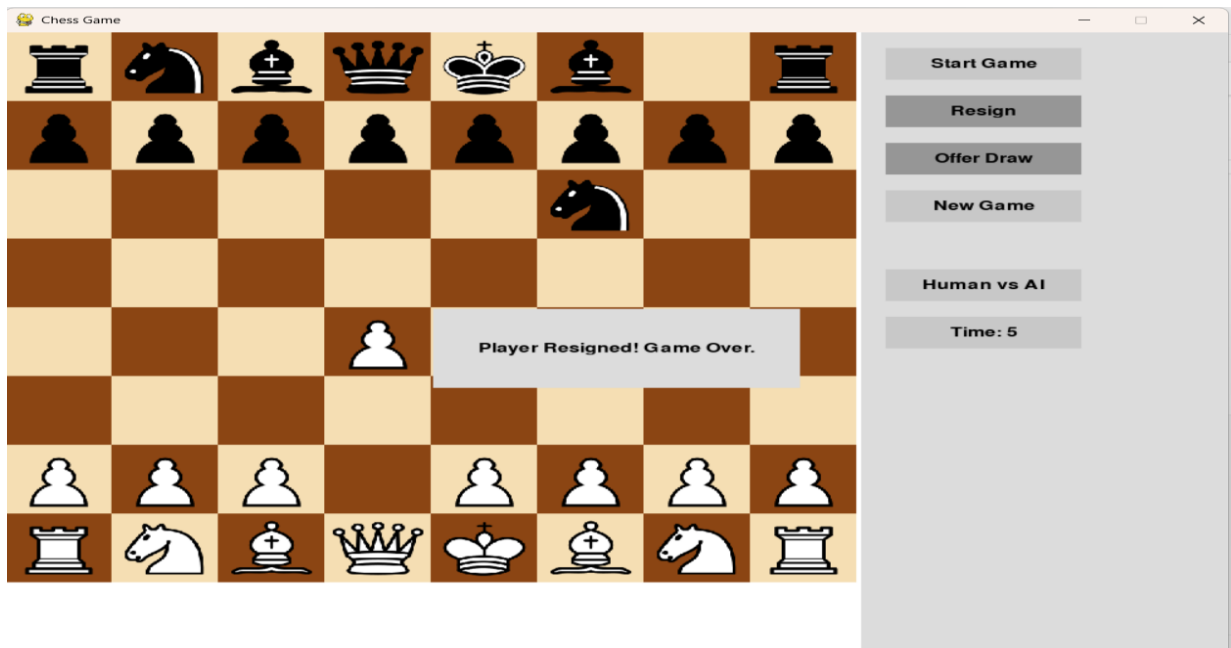 Chess Game
Start Game
Resign
Offer Draw
New Game
Human vs AI
Time: 5
Player Resigned! Game Over.